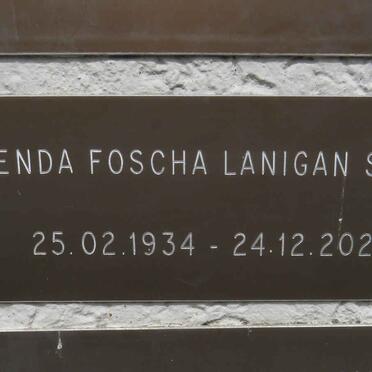 ENDA FOSCHA LANIGAN S
25.02.1934 - 24.12.202